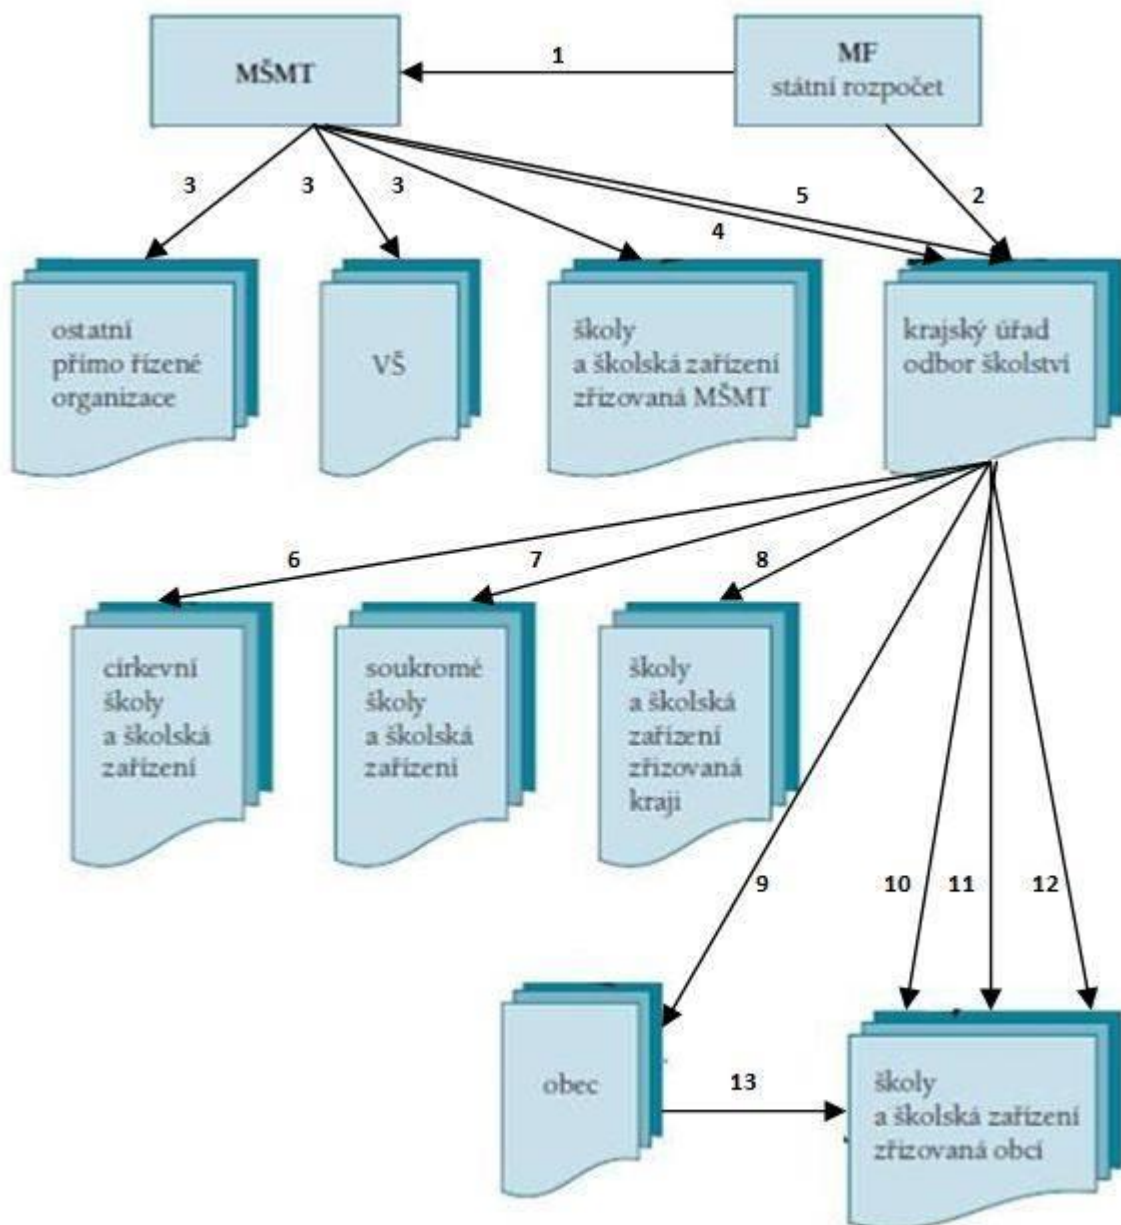 MŠMT
1
MF
státní rozpočet
3
3
3
4
5
2
ostatní
přímo řízené
organizace
VŠ
školy
a školská zařízení
zřizovaná MŠMT
krajský úřad
odbor školství
6
7
8
církevní
školy
a školská
zařízení
soukromé
školy
a školská
zařízení
školy
a školská
zařízení
zřizovaná
kraji
9
10
11
12
obec
13
školy
a školská zařízení
zřizovaná obcí